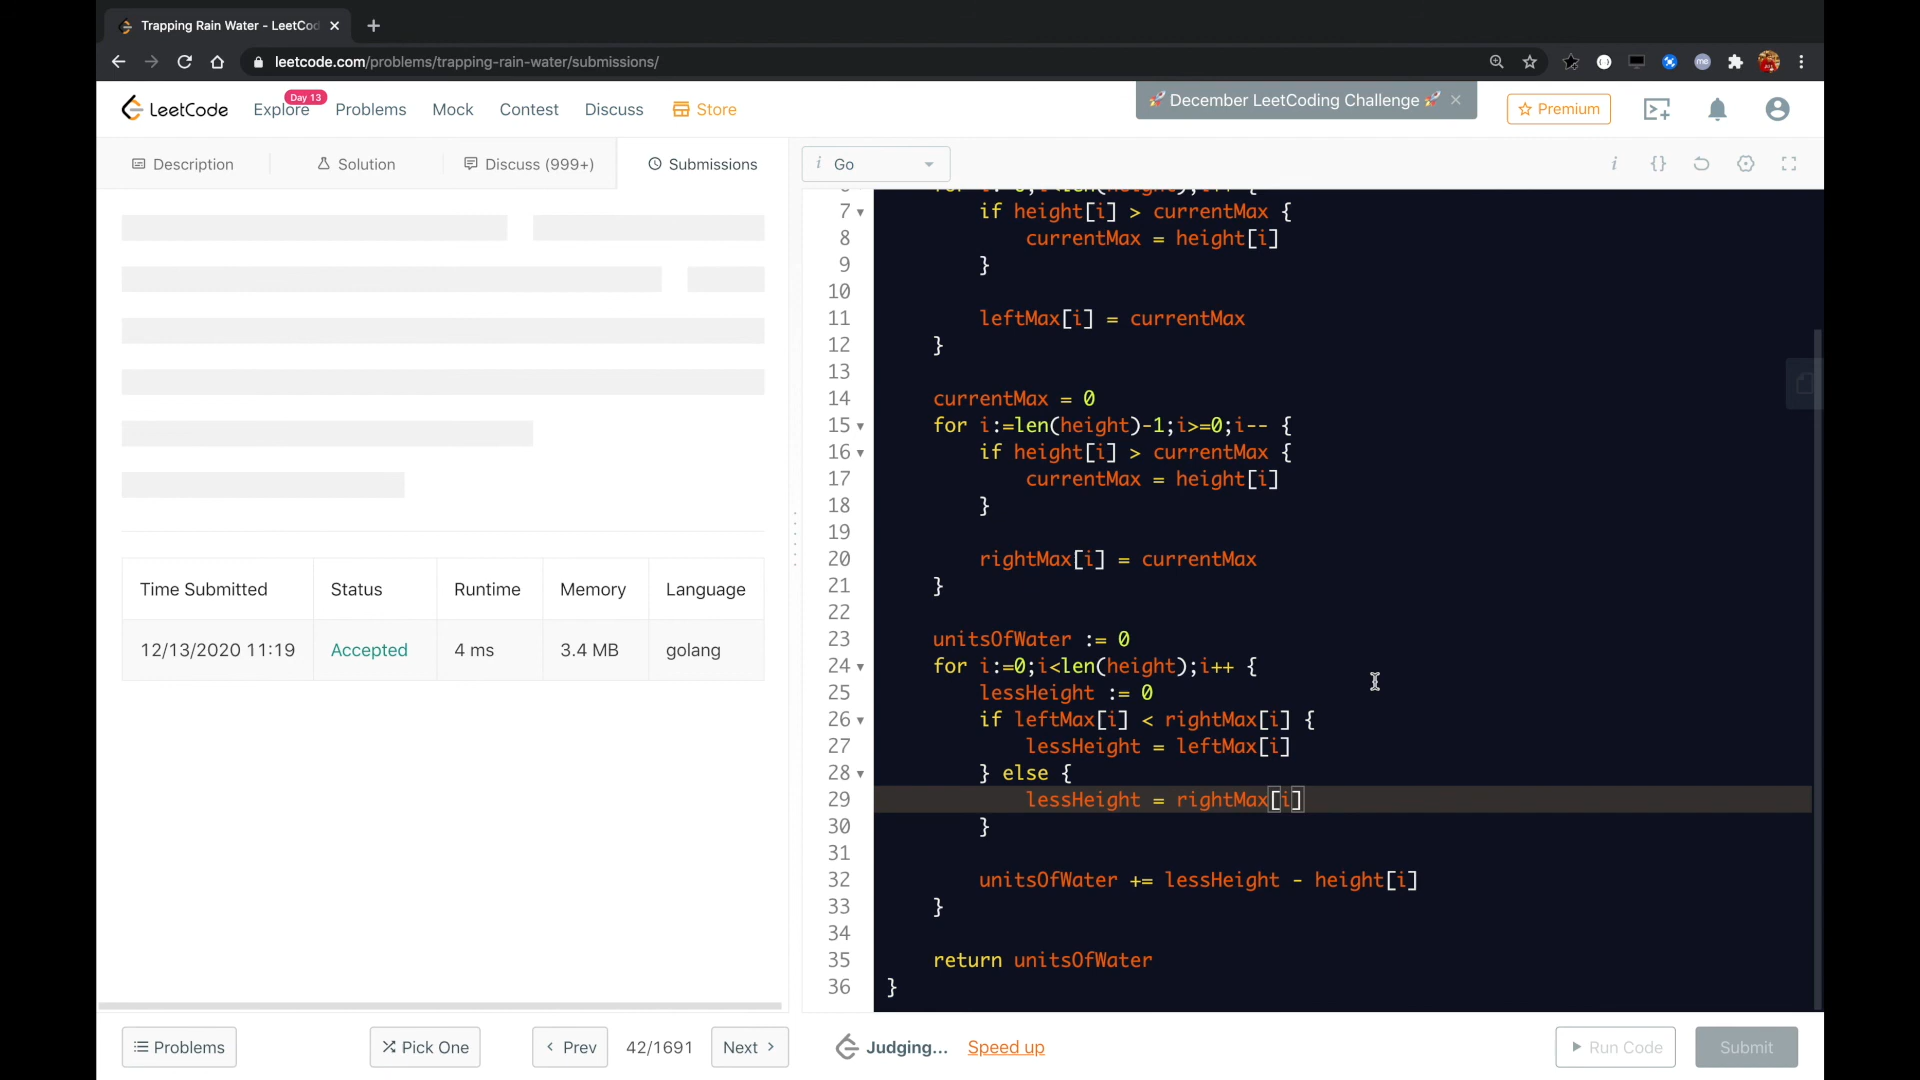 Trapping Rain Water - LeetCod
leetcode.com/problems/trapping-rain-water/submissions/
LeetCode
Explore
Day 13
Problems
Mock
Contest
Discuss
Store
🚀 December LeetCoding Challenge 🚀
Premium
Description
Solution
Discuss (999+)
Submissions
Time Submitted Status Runtime Memory Language
12/13/2020 11:19 Accepted 4 ms 3.4 MB golang
i Go
7 if height[i] > currentMax {
8 currentMax = height[i]
9 }
10
11 leftMax[i] = currentMax
12 }
13
14 currentMax = 0
15 for i:=len(height)-1;i>=0;i-- {
16 if height[i] > currentMax {
17 currentMax = height[i]
18 }
19
20 rightMax[i] = currentMax
21 }
22
23 unitsOfWater := 0
24 for i:=0;i<len(height);i++ {
25 lessHeight := 0
26 if leftMax[i] < rightMax[i] {
27 lessHeight = leftMax[i]
28 } else {
29 lessHeight = rightMax[i]
30 }
31
32 unitsOfWater += lessHeight - height[i]
33 }
34
35 return unitsOfWater
36 }
Problems
Pick One
Prev
42/1691
Next
Judging...
Speed up
Run Code
Submit